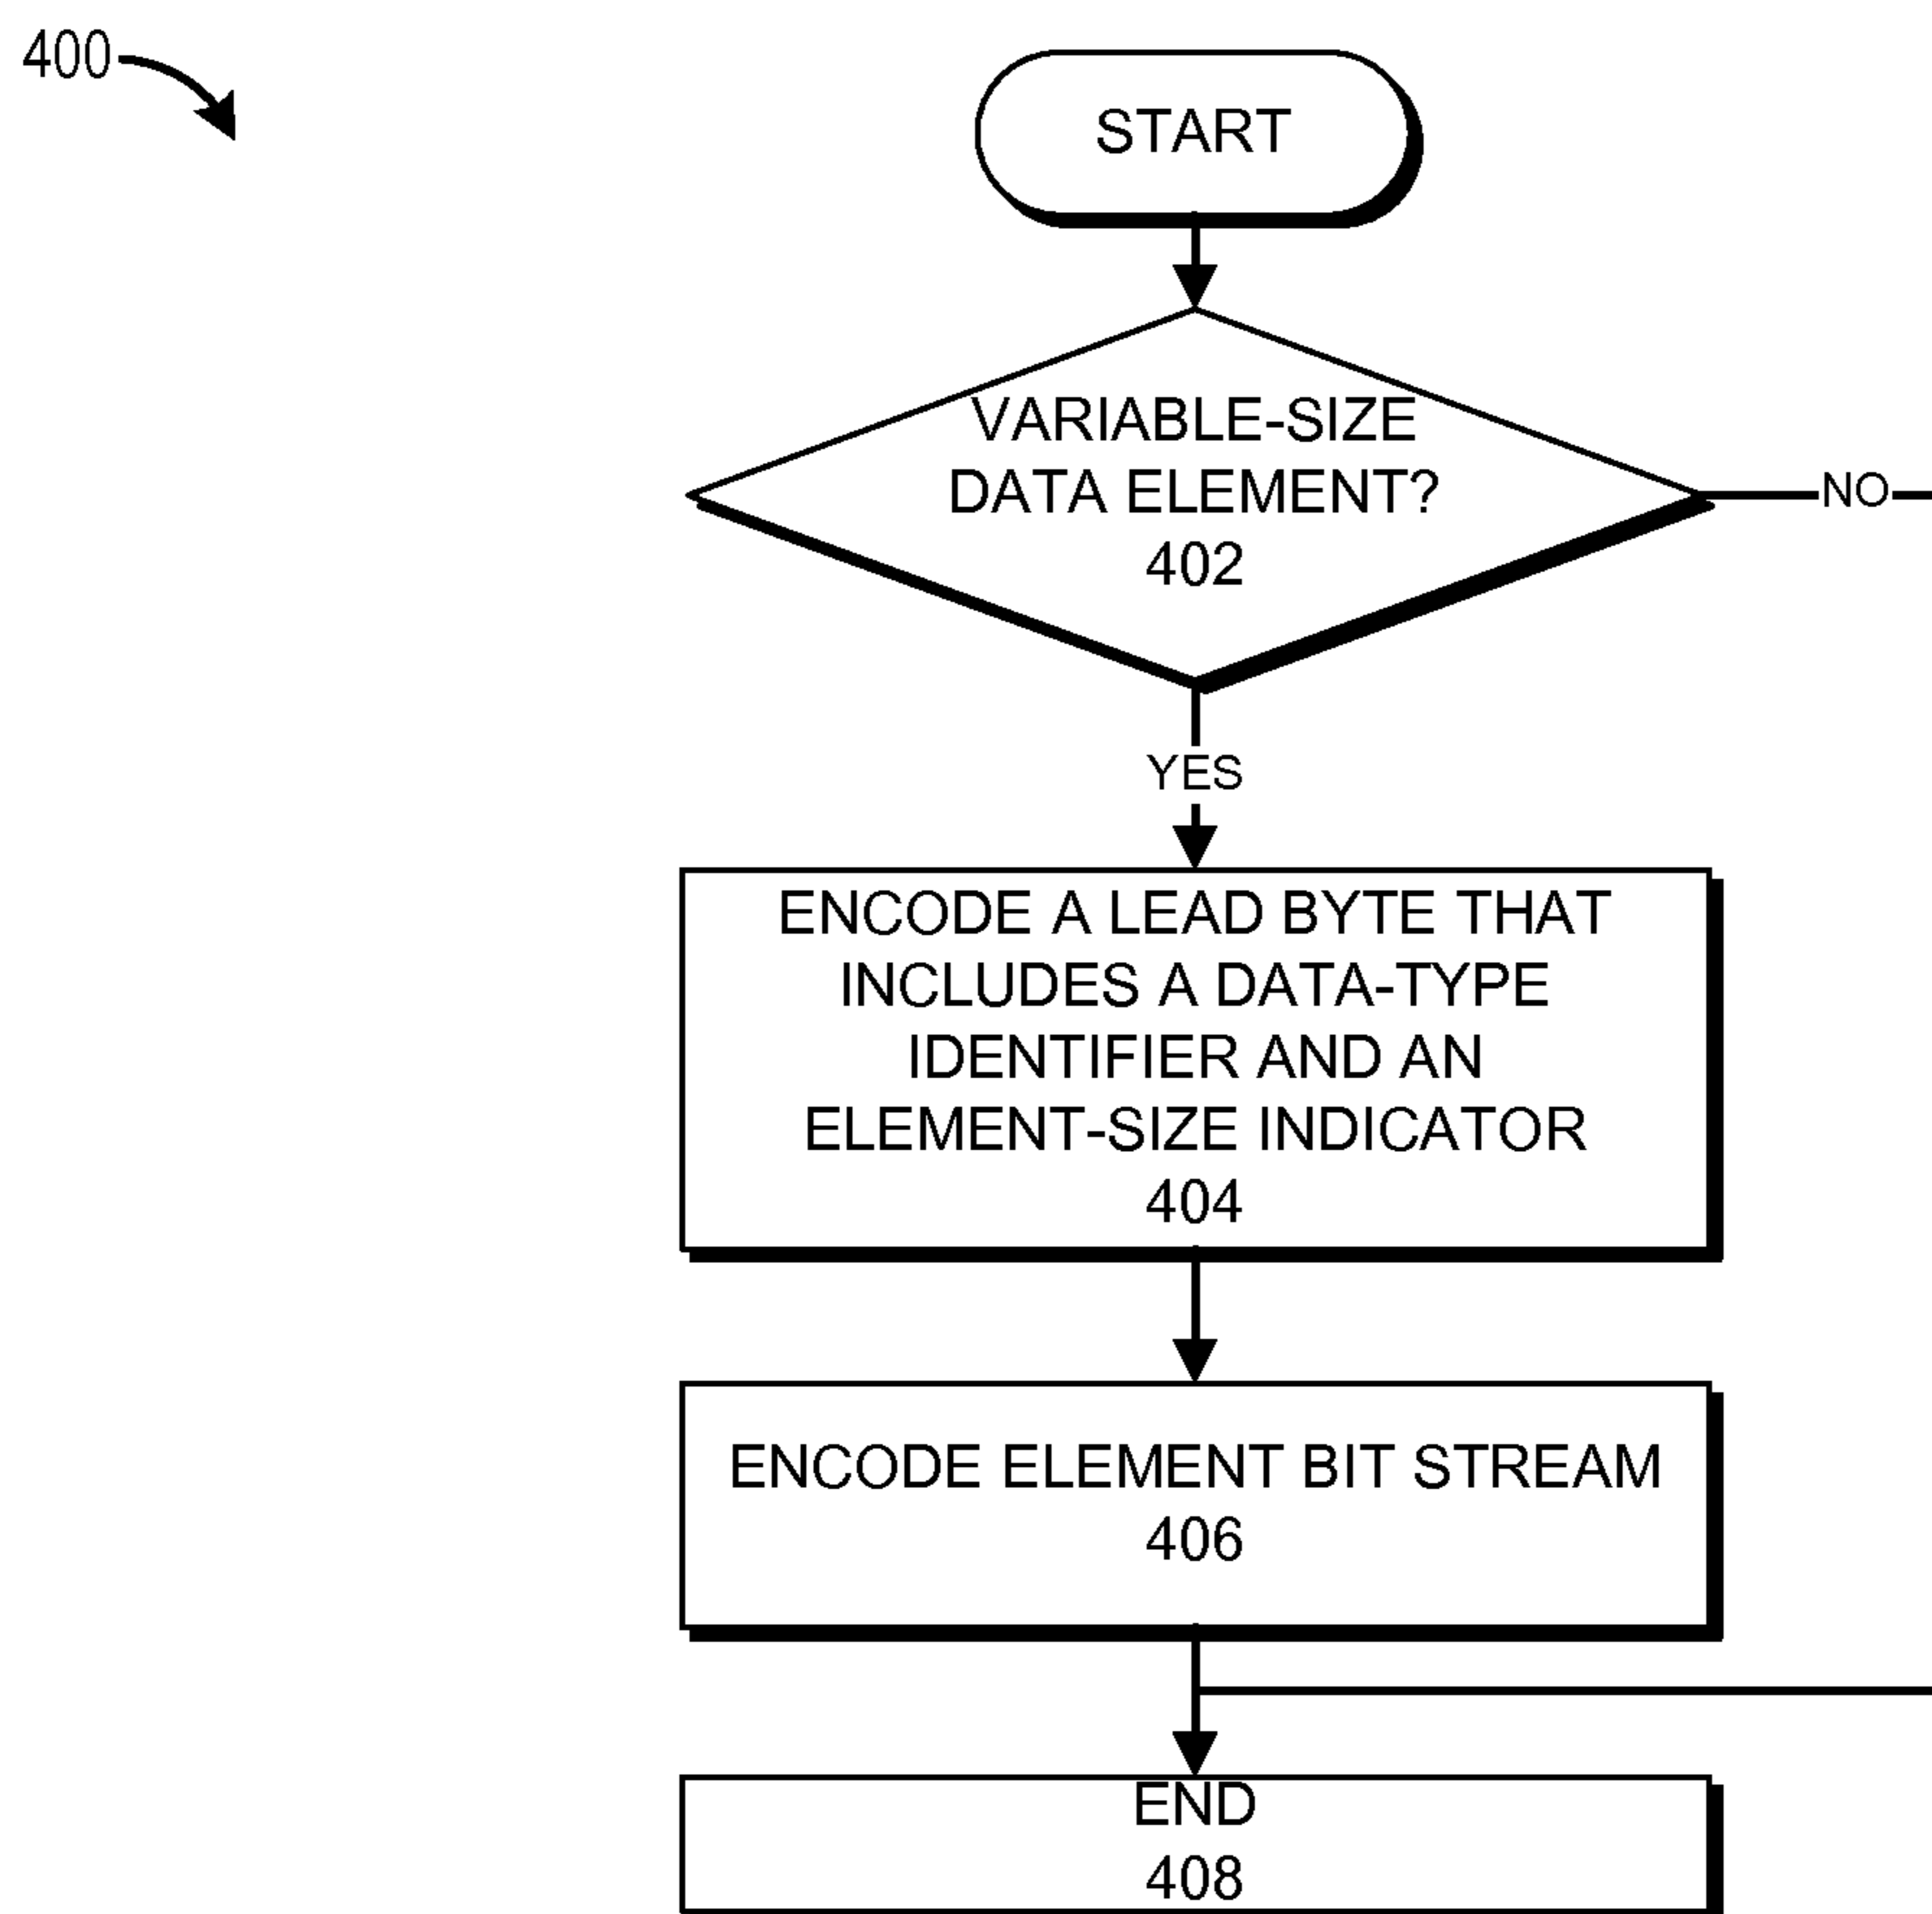 400
START
VARIABLE-SIZE
DATA ELEMENT?
402
NO
YES
ENCODE A LEAD BYTE THAT
INCLUDES A DATA-TYPE
IDENTIFIER AND AN
ELEMENT-SIZE INDICATOR
404
ENCODE ELEMENT BIT STREAM
406
END
408